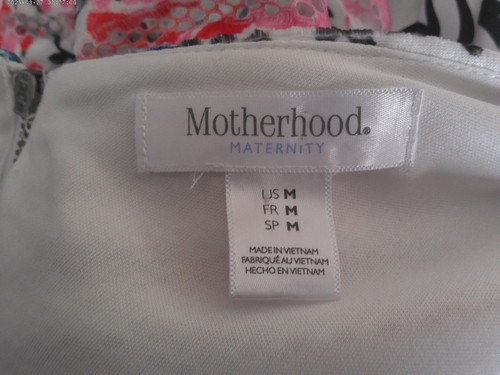 Motherhood®
MATERNITY
US M
FR M
SP M
MADE IN VIETNAM
FABRIQUÉ AU VIETNAM
HECHO EN VIETNAM